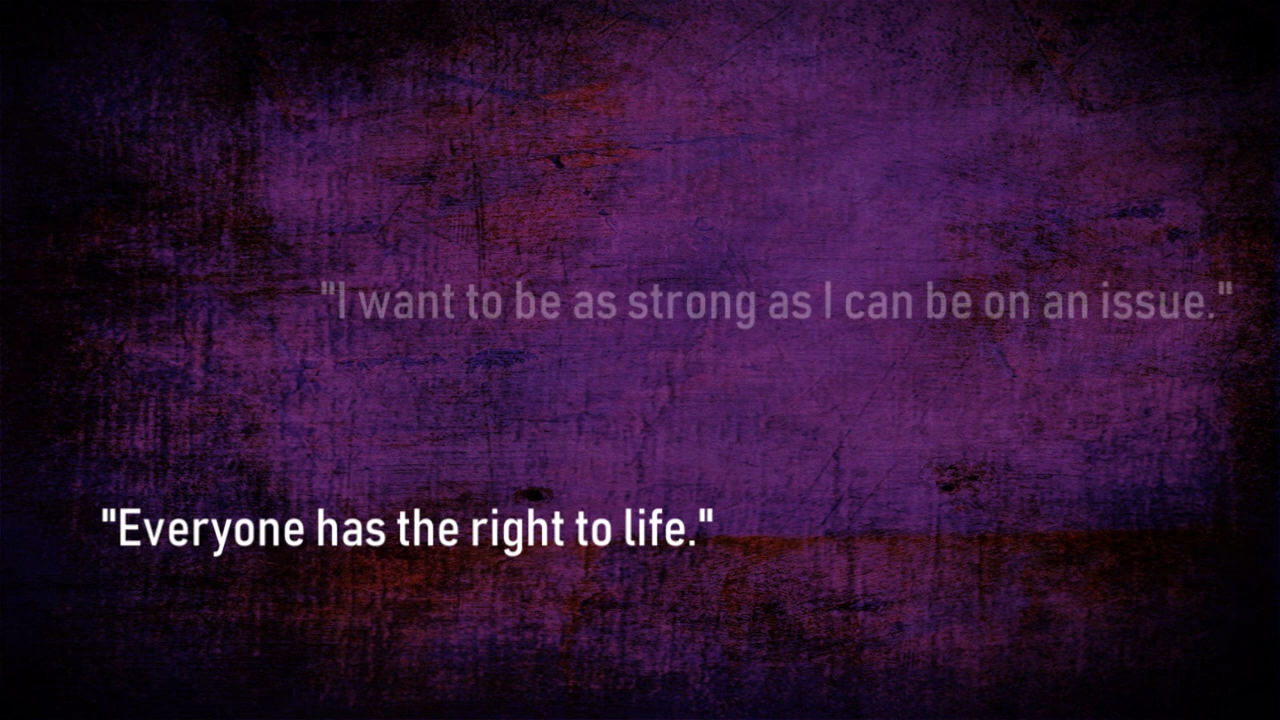 "I want to be as strong as I can be on an issue."
"Everyone has the right to life."